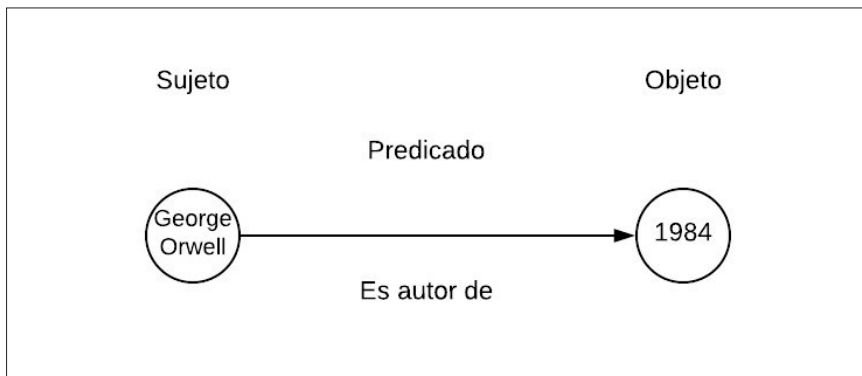 Sujeto
Objeto
Predicado
George
Orwell
1984
Es autor de